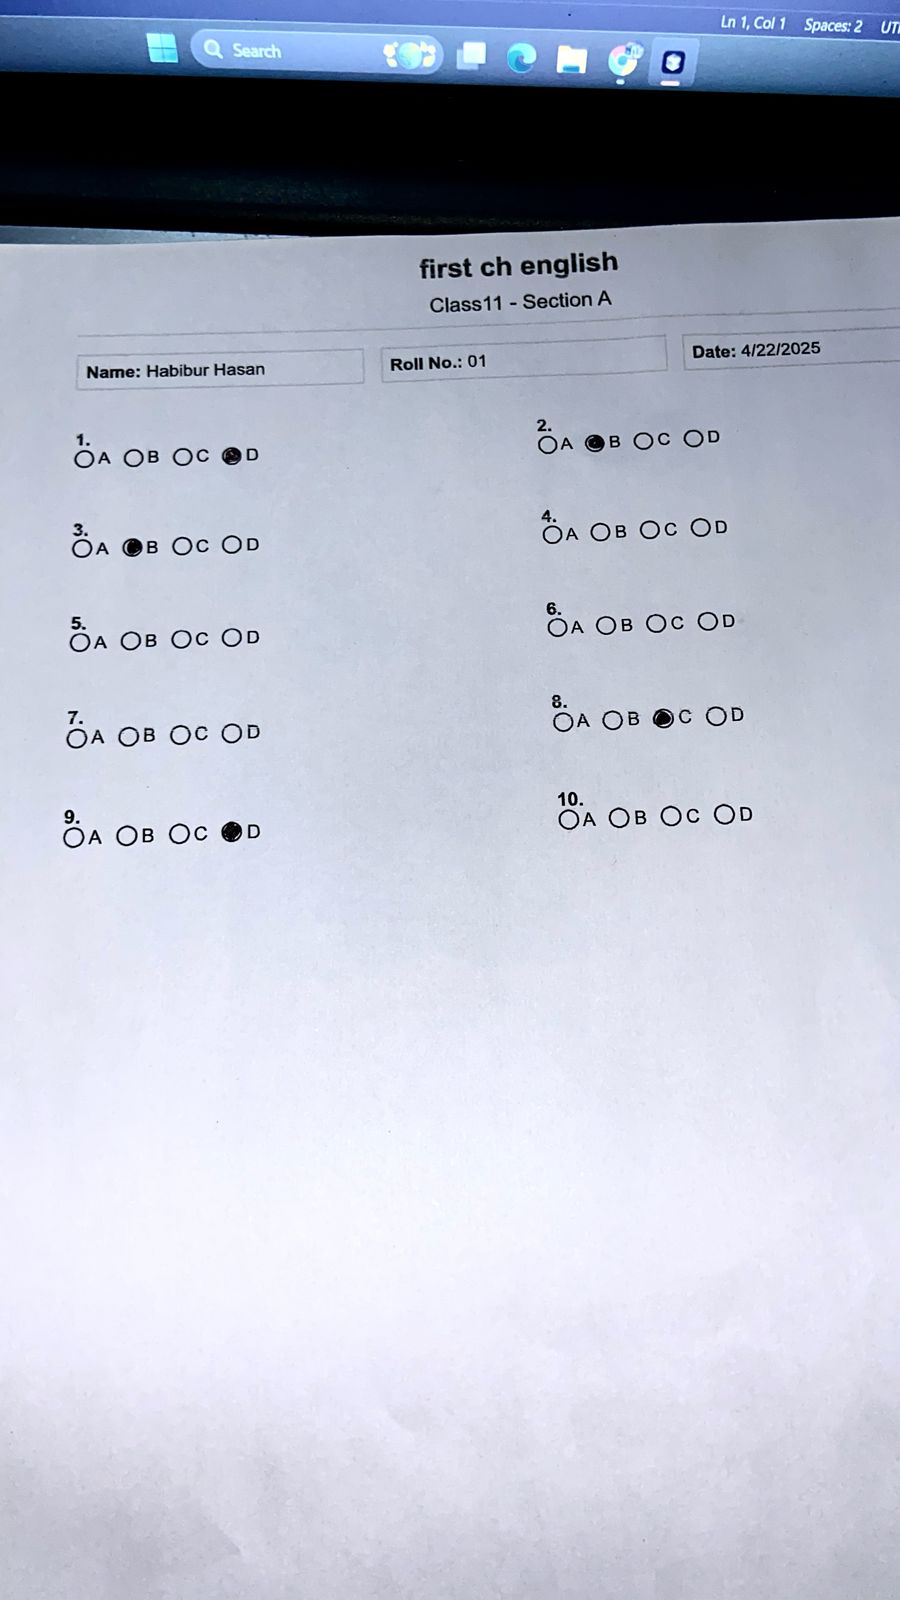 Ln 1, Col 1 Spaces: 2
Search
first ch english
Class11 - Section A
Name: Habibur Hasan
Roll No.: 01
Date: 4/22/2025
1.
A B C D
2.
A B C D
3.
A B C D
4.
A B C D
5.
A B C D
6.
A B C D
7.
A B C D
8.
A B C D
9.
A B C D
10.
A B C D